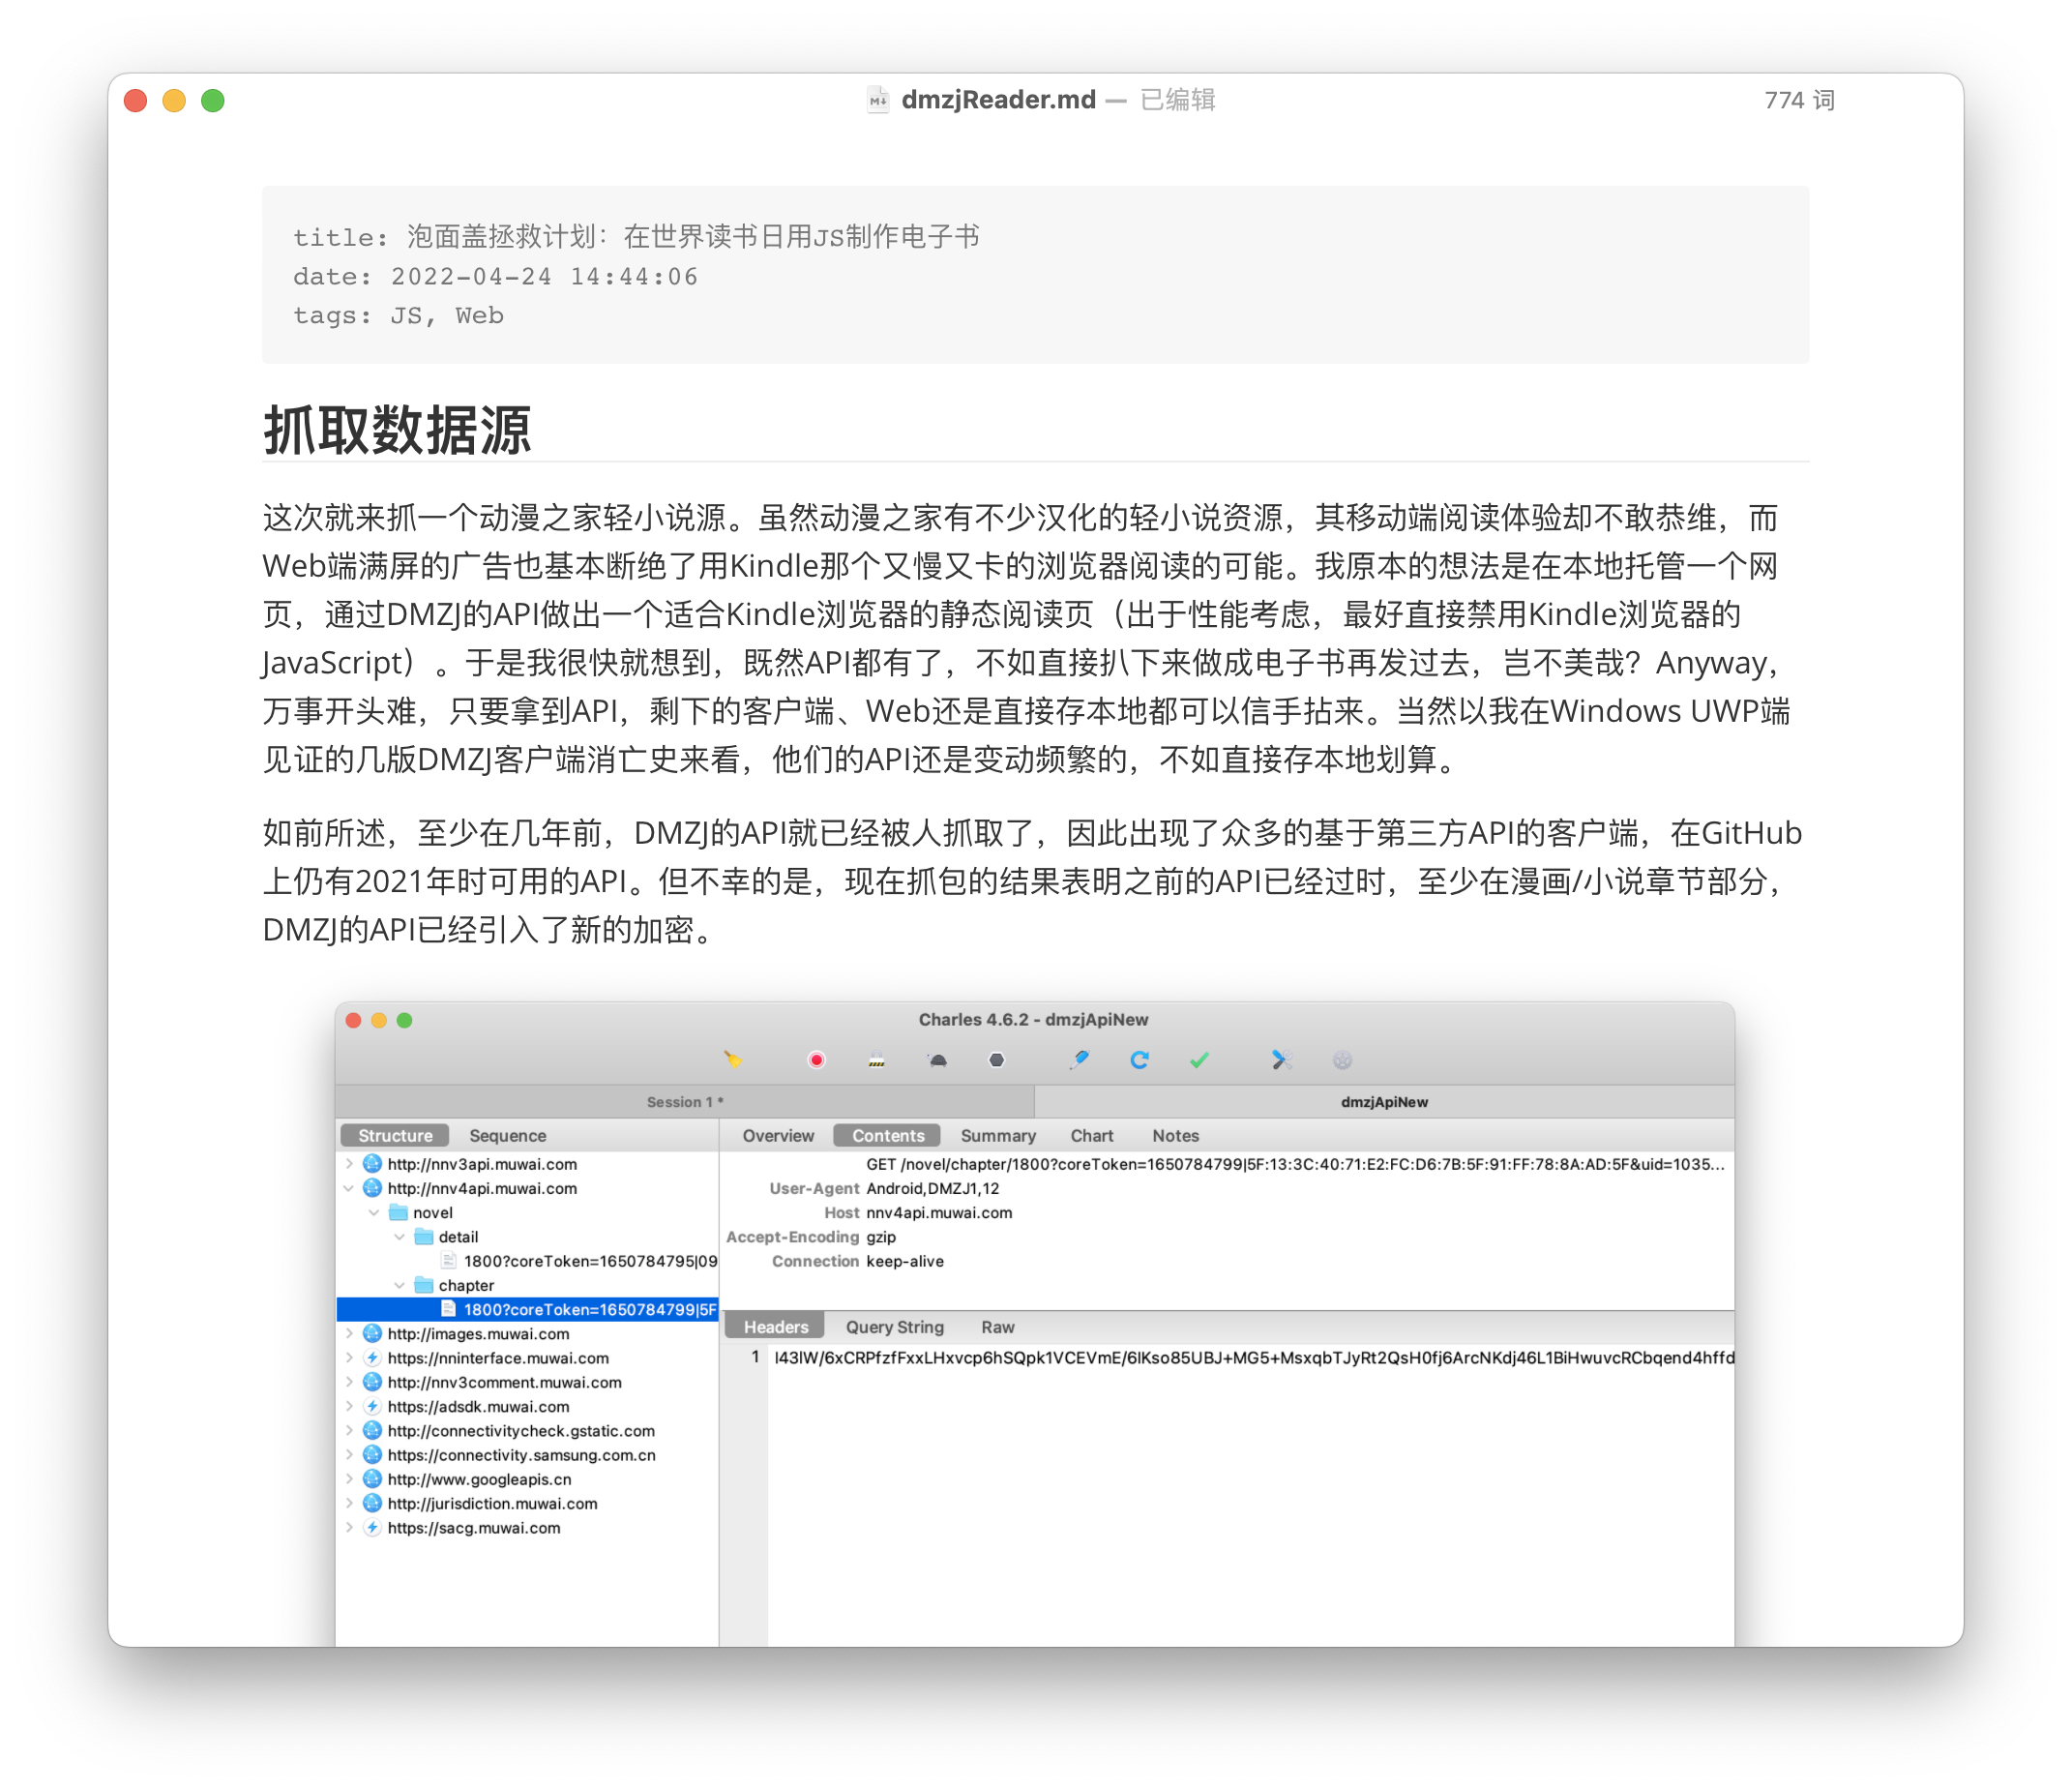 dmzjReader.md — 已编辑
774 词
title: 泡面盖拯救计划：在世界读书日用JS制作电子书
date: 2022-04-24 14:44:06
tags: JS, Web
抓取数据源
这次就来抓一个动漫之家轻小说源。虽然动漫之家有不少汉化的轻小说资源，其移动端阅读体验却不敢恭维，而
Web端满屏的广告也基本断绝了用Kindle那个又慢又卡的浏览器阅读的可能。我原本的想法是在本地托管一个网
页，通过DMZJ的API做出一个适合Kindle浏览器的静态阅读页（出于性能考虑，最好直接禁用Kindle浏览器的
JavaScript）。于是我很快就想到，既然API都有了，不如直接扒下来做成电子书再发过去，岂不美哉？Anyway，
万事开头难，只要拿到API，剩下的客户端、Web还是直接存本地都可以信手拈来。当然以我在Windows UWP端
见证的几版DMZJ客户端消亡史来看，他们的API还是变动频繁的，不如直接存本地划算。
如前所述，至少在几年前，DMZJ的API就已经被人抓取了，因此出现了众多的基于第三方API的客户端，在GitHub
上仍有2021年时可用的API。但不幸的是，现在抓包的结果表明之前的API已经过时，至少在漫画/小说章节部分，
DMZJ的API已经引入了新的加密。
Charles 4.6.2 - dmzjApiNew
Session 1 *
dmzjApiNew
Structure
Sequence
http://nnv3api.muwai.com
http://nnv4api.muwai.com
novel
detail
1800?coreToken=1650784795|09
chapter
1800?coreToken=1650784799|5F
http://images.muwai.com
https://nninterface.muwai.com
http://nnv3comment.muwai.com
https://adsdk.muwai.com
http://connectivitycheck.gstatic.com
https://connectivity.samsung.com.cn
http://www.googleapis.cn
http://jurisdiction.muwai.com
https://sacg.muwai.com
Overview
Contents
Summary
Chart
Notes
GET /novel/chapter/1800?coreToken=1650784799|5F:13:3C:40:71:E2:FC:D6:7B:5F:91:FF:78:8A:AD:5F&uid=1035...
User-Agent Android,DMZJ1,12
Host nnv4api.muwai.com
Accept-Encoding gzip
Connection keep-alive
Headers
Query String
Raw
1 l43lW/6xCRPfzfFxxLHxvcp6hSQpk1VCEVmE/6lKso85UBJ+MG5+MsxqbTJyRt2QsH0fj6ArcNKdj46L1BiHwuvcRCbqend4hffd